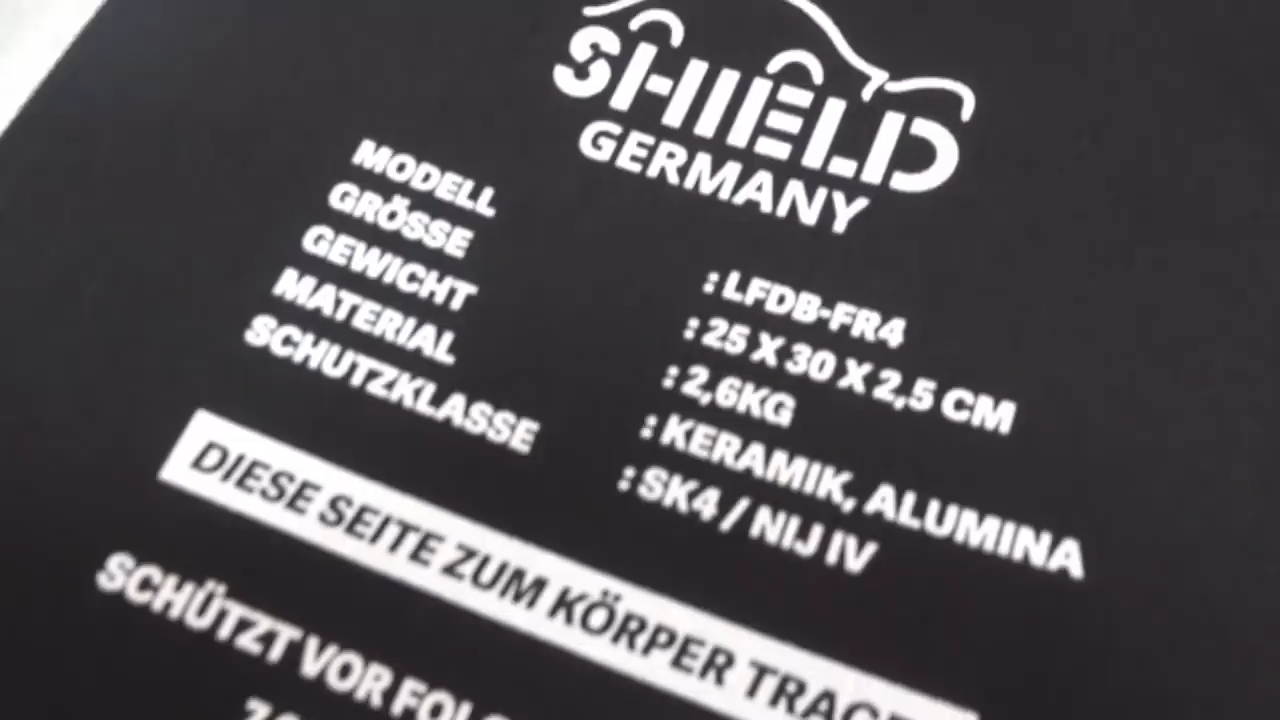 SHIELD
GERMANY
MODELL : LFDB-FR4
GRÖSSE : 25 X 30 X 2,5 CM
GEWICHT : 2,6KG
MATERIAL : KERAMIK, ALUMINA
SCHUTZKLASSE : SK4 / NIJ IV
DIESE SEITE ZUM KÖRPER
SCHÜTZT VOR